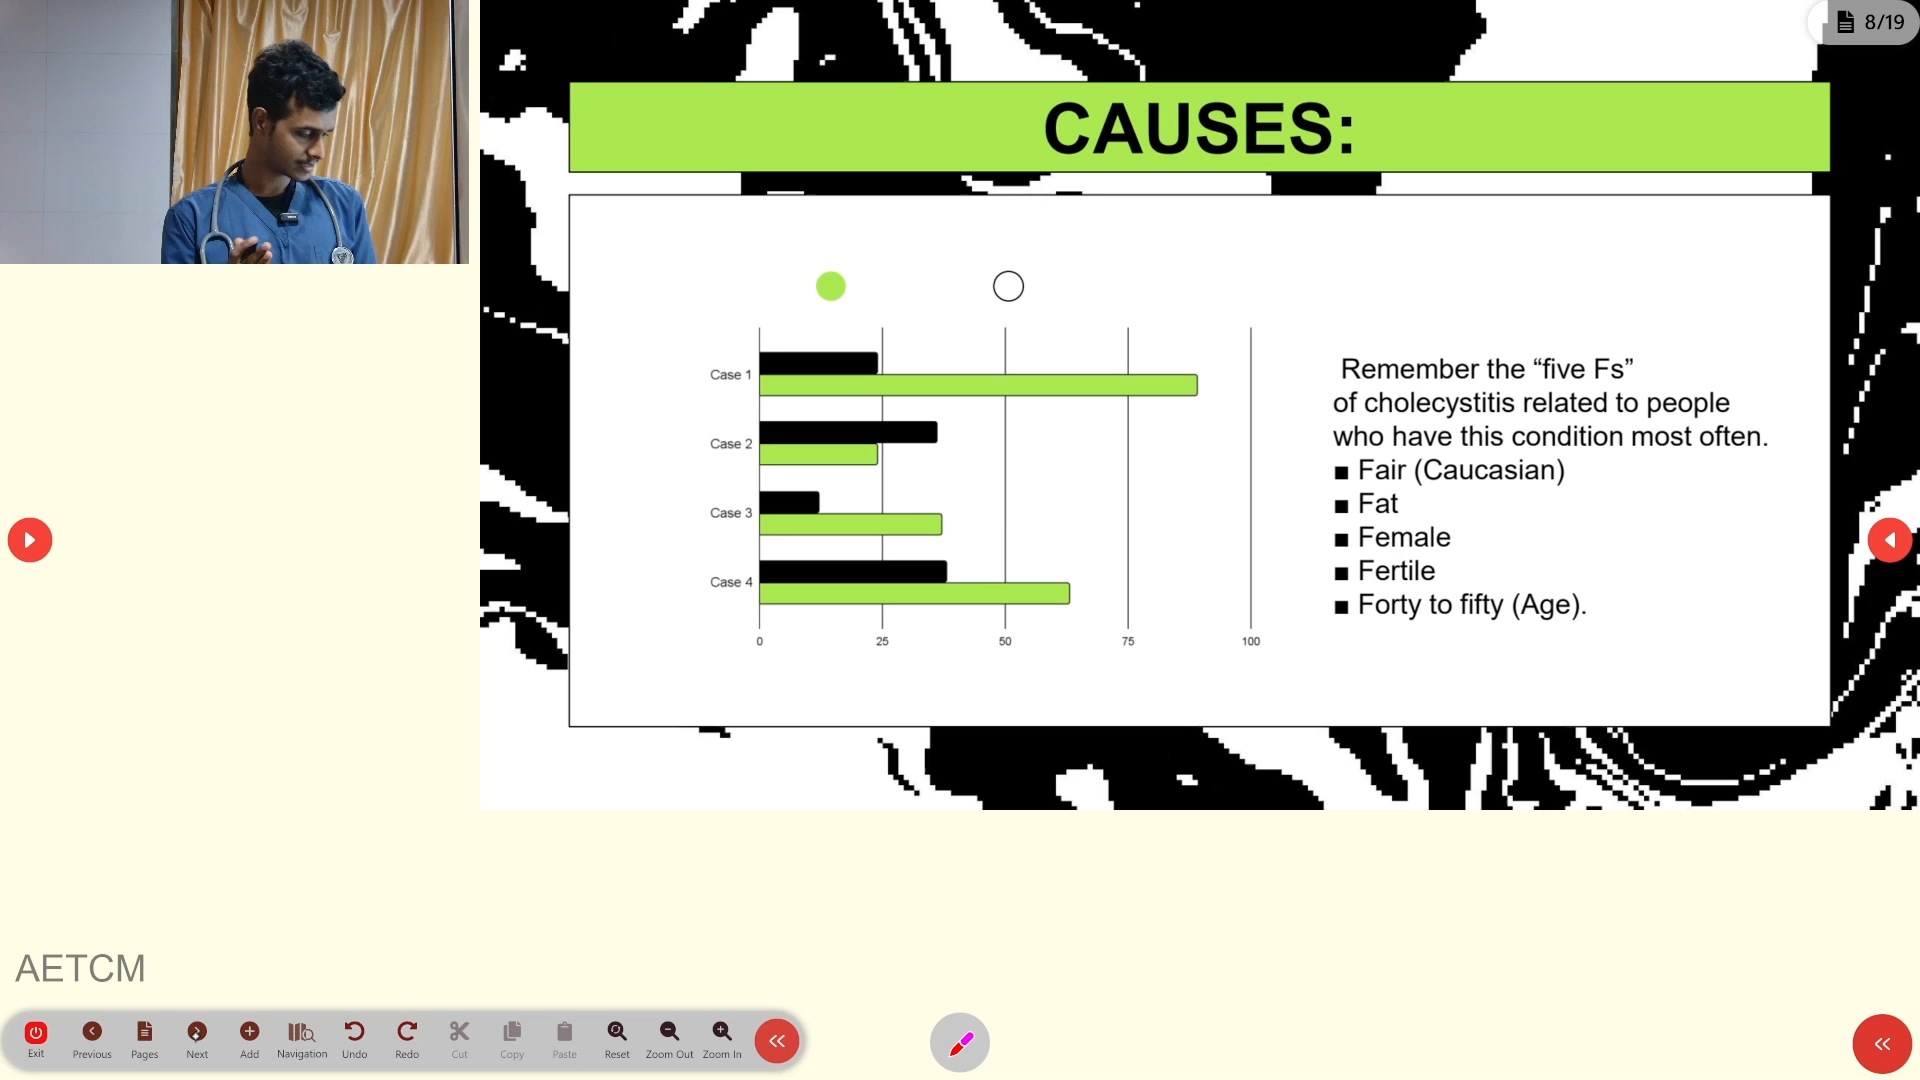 8/19
CAUSES:
Case 1
Case 2
Case 3
Case 4
0 25 50 75 100
Remember the “five Fs”
of cholecystitis related to people
who have this condition most often.
■ Fair (Caucasian)
■ Fat
■ Female
■ Fertile
■ Forty to fifty (Age).
AETCM
Exit Previous Pages Next Add Navigation Undo Redo Cut Copy Paste Reset Zoom Out Zoom In